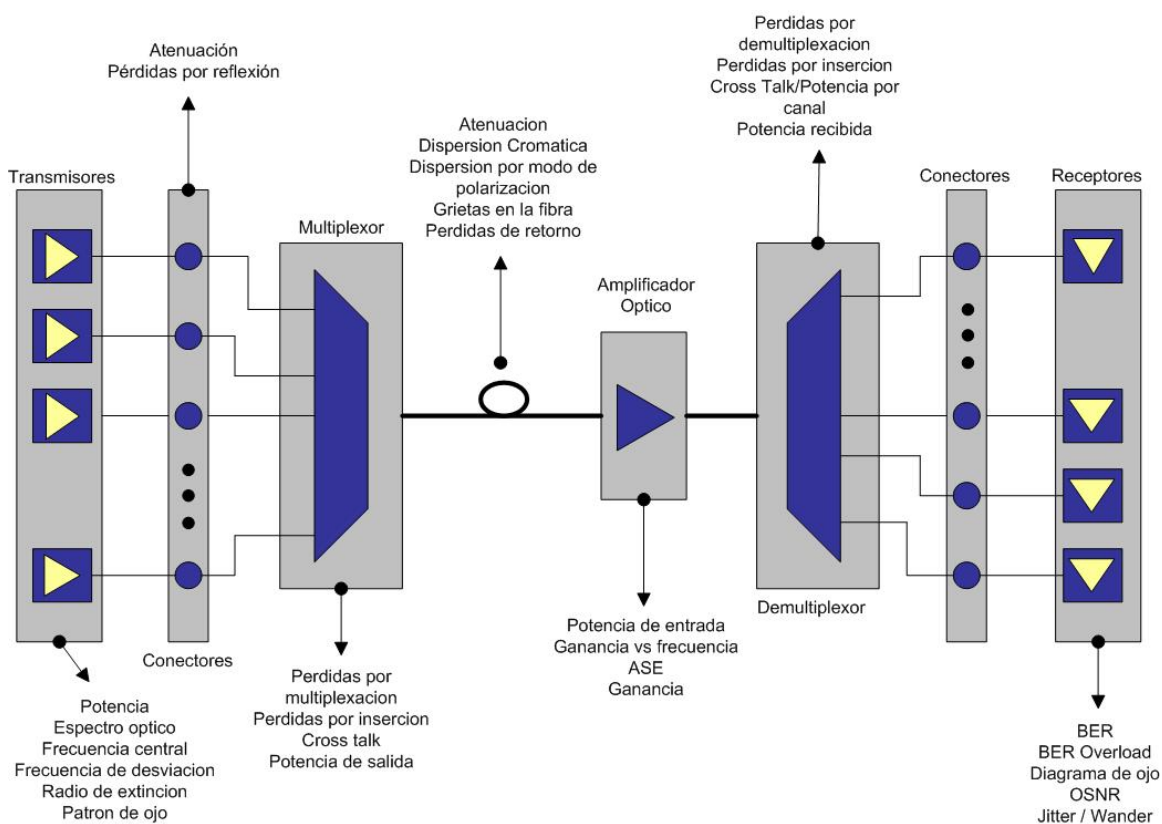 Atenuación
Pérdidas por reflexión
Perdidas por
demultiplexacion
Perdidas por insercion
Cross Talk/Potencia por
canal
Potencia recibida
Atenuacion
Dispersion Cromatica
Dispersion por modo de
polarizacion
Grietas en la fibra
Perdidas de retorno
Transmisores
Multiplexor
Amplificador
Optico
Conectores
Receptores
Conectores
Demultiplexor
Potencia
Espectro optico
Frecuencia central
Frecuencia de desviacion
Radio de extincion
Patron de ojo
Perdidas por
multiplexacion
Perdidas por insercion
Cross talk
Potencia de salida
Potencia de entrada
Ganancia vs frecuencia
ASE
Ganancia
BER
BER Overload
Diagrama de ojo
OSNR
Jitter / Wander